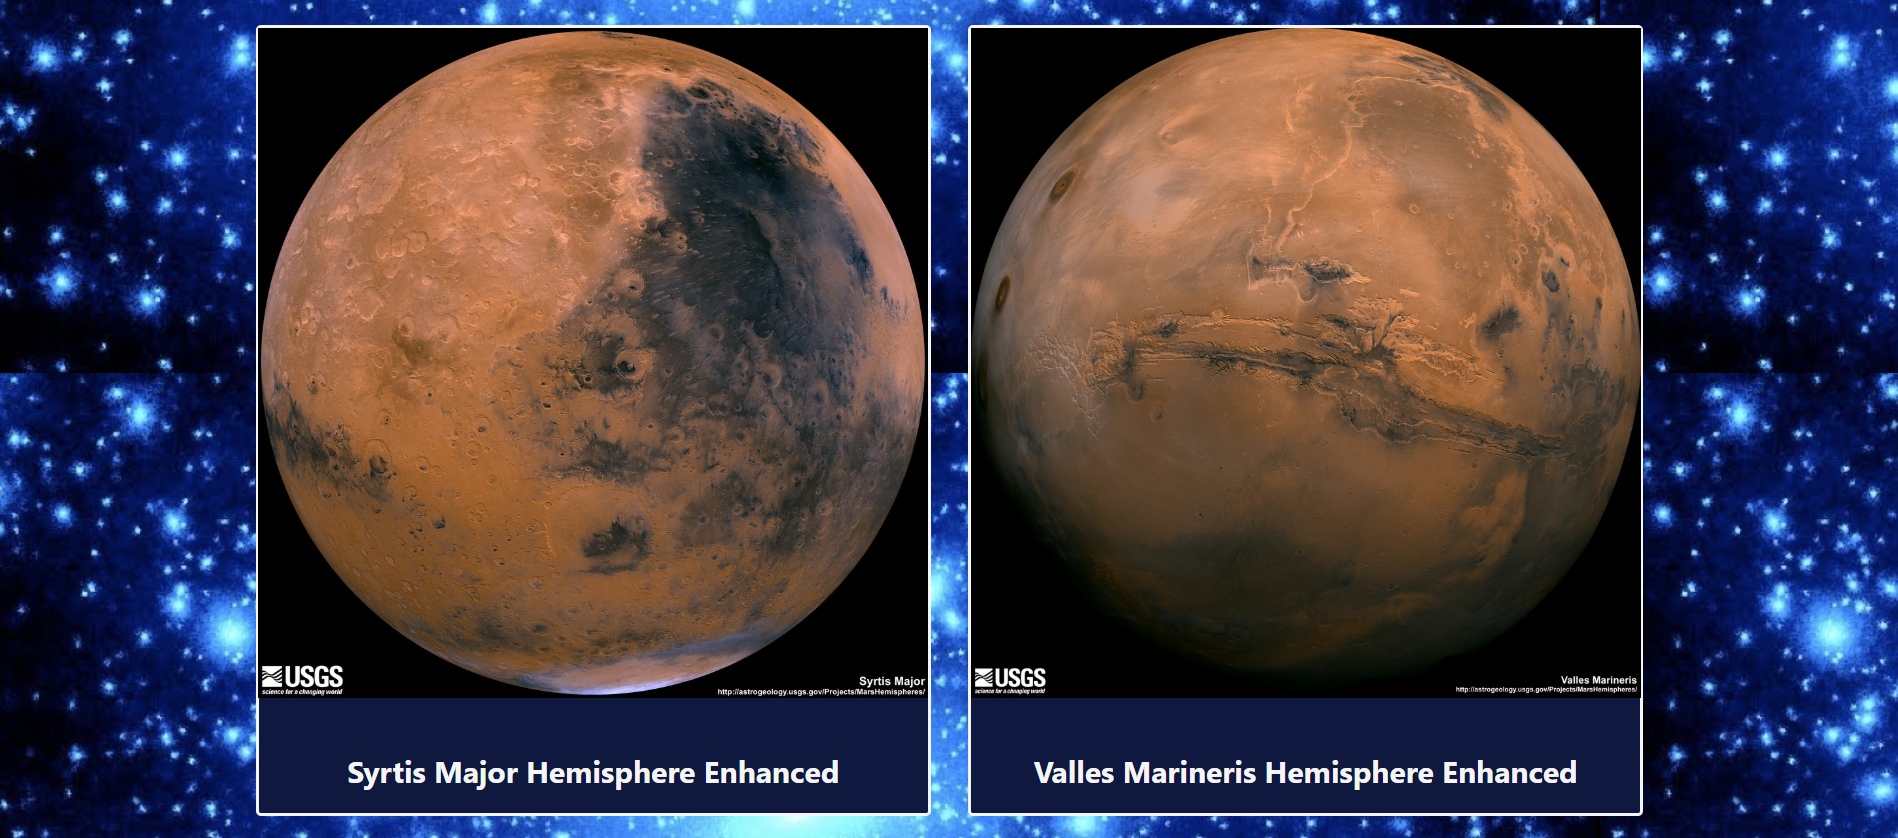 USGS
science for a changing world
Syrtis Major
http://astrogeology.usgs.gov/Projects/MarsHemispheres/
Syrtis Major Hemisphere Enhanced
USGS
science for a changing world
Valles Marineris
http://astrogeology.usgs.gov/Projects/MarsHemispheres/
Valles Marineris Hemisphere Enhanced